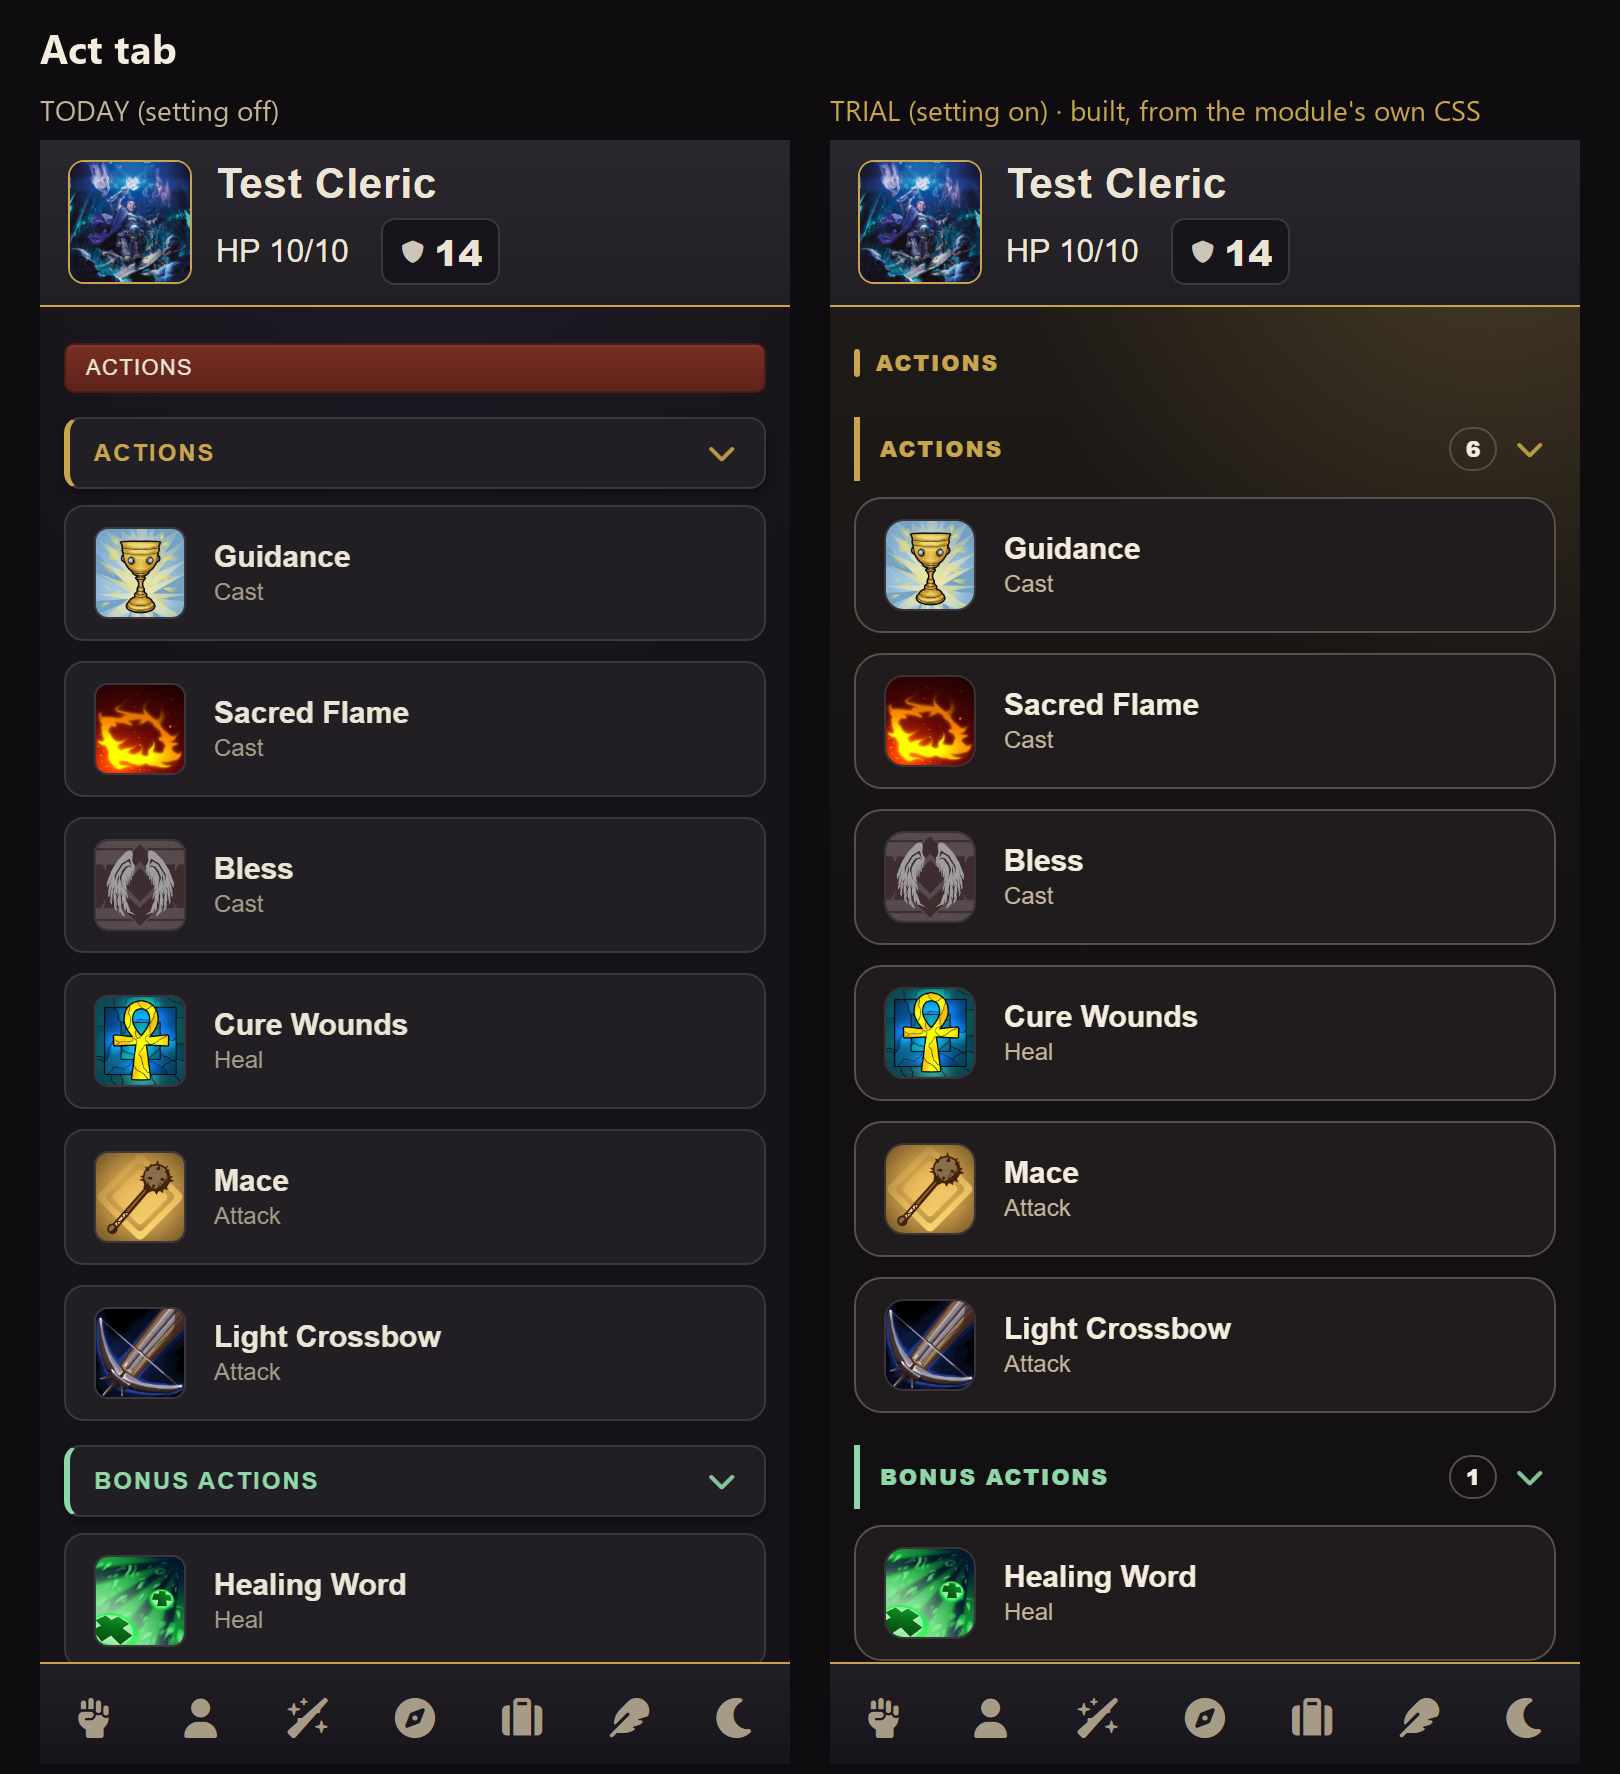 Act tab
TODAY (setting off)
Test Cleric
HP 10/10
14
ACTIONS
ACTIONS
Guidance
Cast
Sacred Flame
Cast
Bless
Cast
Cure Wounds
Heal
Mace
Attack
Light Crossbow
Attack
BONUS ACTIONS
Healing Word
Heal
TRIAL (setting on) · built, from the module's own CSS
Test Cleric
HP 10/10
14
ACTIONS
ACTIONS
6
Guidance
Cast
Sacred Flame
Cast
Bless
Cast
Cure Wounds
Heal
Mace
Attack
Light Crossbow
Attack
BONUS ACTIONS
1
Healing Word
Heal